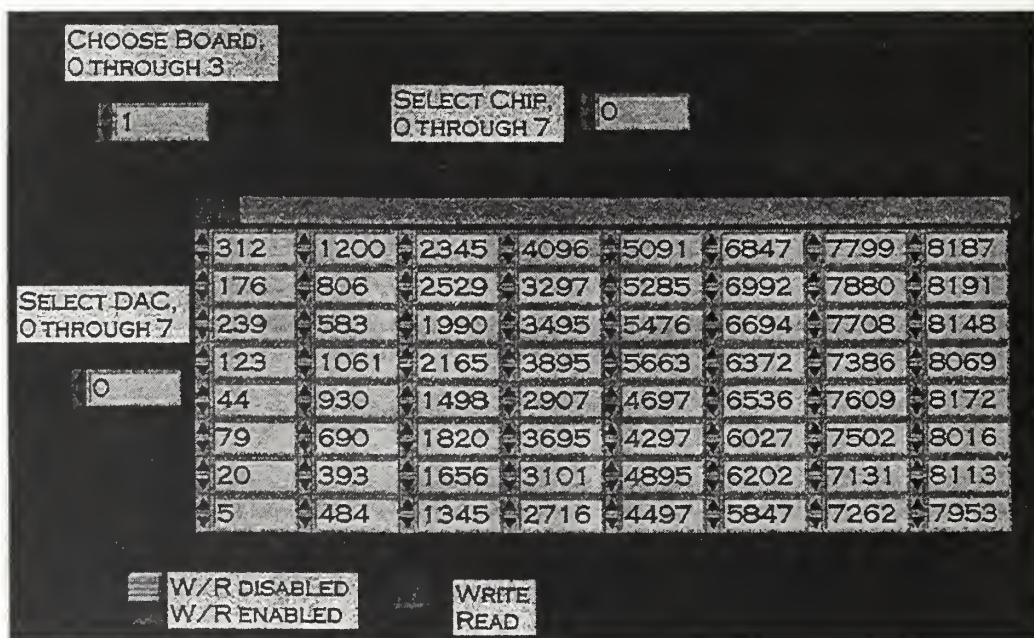 CHOOSE BOARD,
0 THROUGH 3
1
SELECT CHIP,
0 THROUGH 7
0
312 1200 2345 4096 5091 6847 7799 8187
176 806 2529 3297 5285 6992 7880 8191
239 583 1990 3495 5476 6694 7708 8148
123 1061 2165 3895 5663 6372 7386 8069
44 930 1498 2907 4697 6536 7609 8172
79 690 1820 3695 4297 6027 7502 8016
20 393 1656 3101 4895 6202 7131 8113
5 484 1345 2716 4497 5847 7262 7953
SELECT DAC,
0 THROUGH 7
0
W/R DISABLED
W/R ENABLED
WRITE
READ